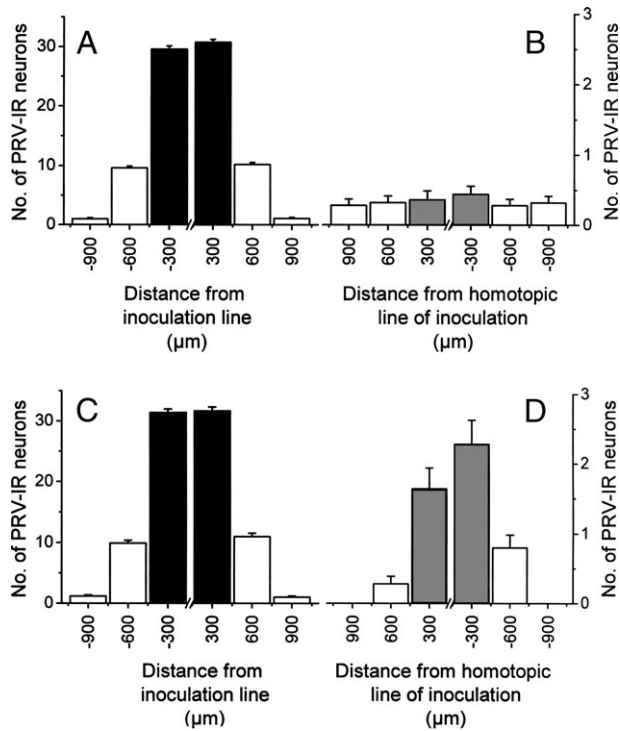 A
B
No. of PRV-IR neurons
30
20
10
0
-900
-600
-300
300
600
900
Distance from
inoculation line
(µm)
No. of PRV-IR neurons
3
2
1
0
900
600
300
-300
-600
-900
Distance from homotopic
line of inoculation
(µm)
C
D
No. of PRV-IR neurons
30
20
10
0
-900
-600
-300
300
600
900
Distance from
inoculation line
(µm)
No. of PRV-IR neurons
3
2
1
0
900
600
300
-300
-600
-900
Distance from homotopic
line of inoculation
(µm)